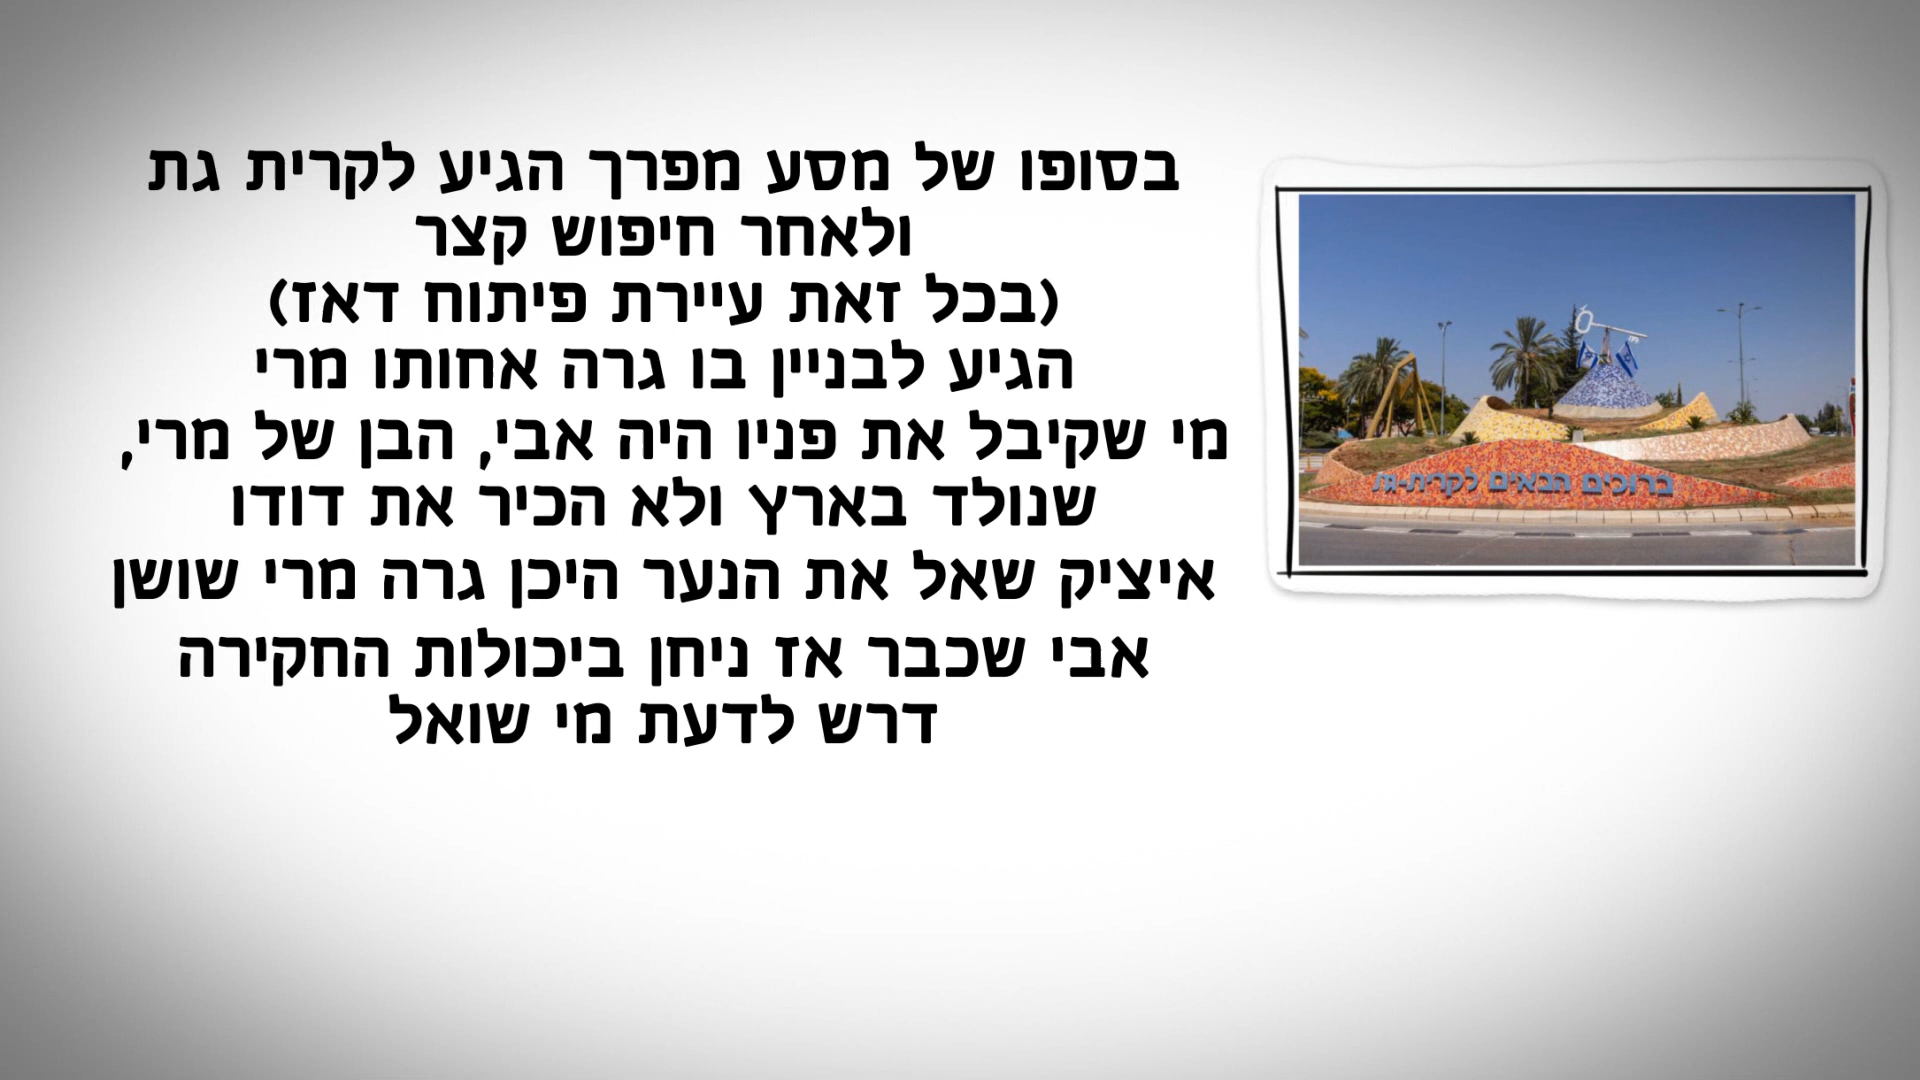 בסופו של מסע מפרך הגיע לקרית גת
ולאחר חיפוש קצר
(בכל זאת עיירת פיתוח דאז)
הגיע לבניין בו גרה אחותו מרי
מי שקיבל את פניו היה אבי, הבן של מרי,
שנולד בארץ ולא הכיר את דודו
איציק שאל את הנער היכן גרה מרי שושן
אבי שכבר אז ניחן ביכולות החקירה
דרש לדעת מי שואל
ברוכים הבאים לקרית-גת